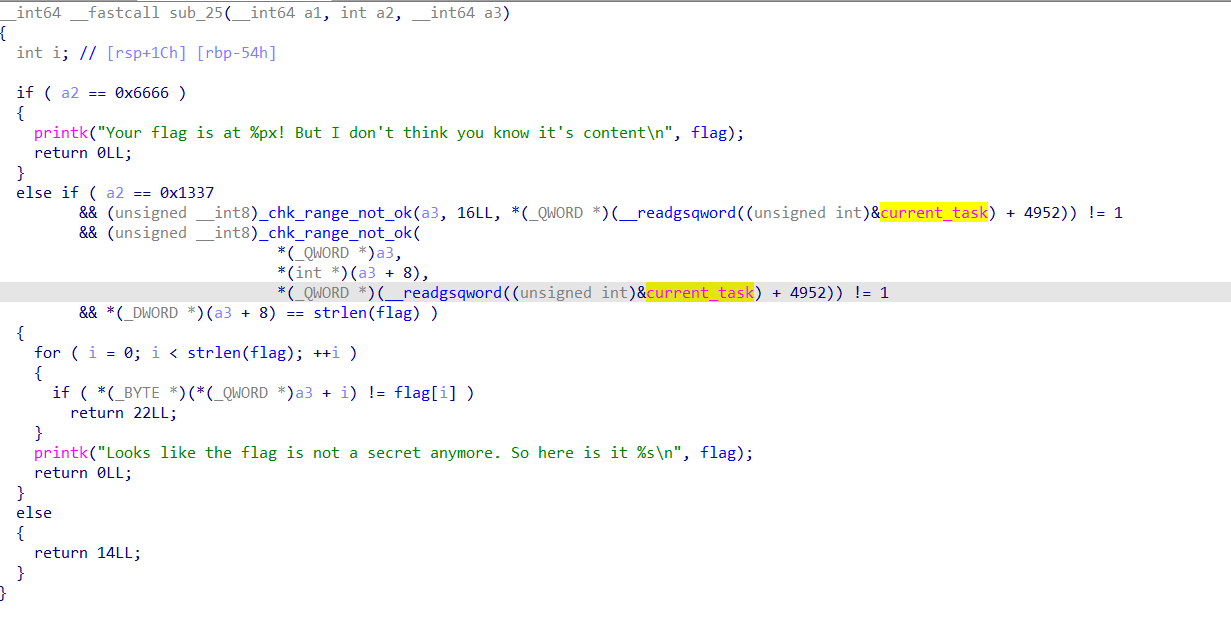 __int64 __fastcall sub_25(__int64 a1, int a2, __int64 a3)
{
  int i; // [rsp+1Ch] [rbp-54h]

  if ( a2 == 0x6666 )
  {
    printk("Your flag is at %px! But I don't think you know it's content\n", flag);
    return 0LL;
  }
  else if ( a2 == 0x1337
         && (unsigned __int8)_chk_range_not_ok(a3, 16LL, *(_QWORD *)(__readgsqword((unsigned int)&current_task) + 4952)) != 1
         && (unsigned __int8)_chk_range_not_ok(
                               *(_QWORD *)a3,
                               *(int *)(a3 + 8),
                               *(_QWORD *)(__readgsqword((unsigned int)&current_task) + 4952)) != 1
         && *(_DWORD *)(a3 + 8) == strlen(flag) )
  {
    for ( i = 0; i < strlen(flag); ++i )
    {
      if ( *(_BYTE *)(*(_QWORD *)a3 + i) != flag[i] )
        return 22LL;
    }
    printk("Looks like the flag is not a secret anymore. So here is it %s\n", flag);
    return 0LL;
  }
  else
  {
    return 14LL;
  }
}